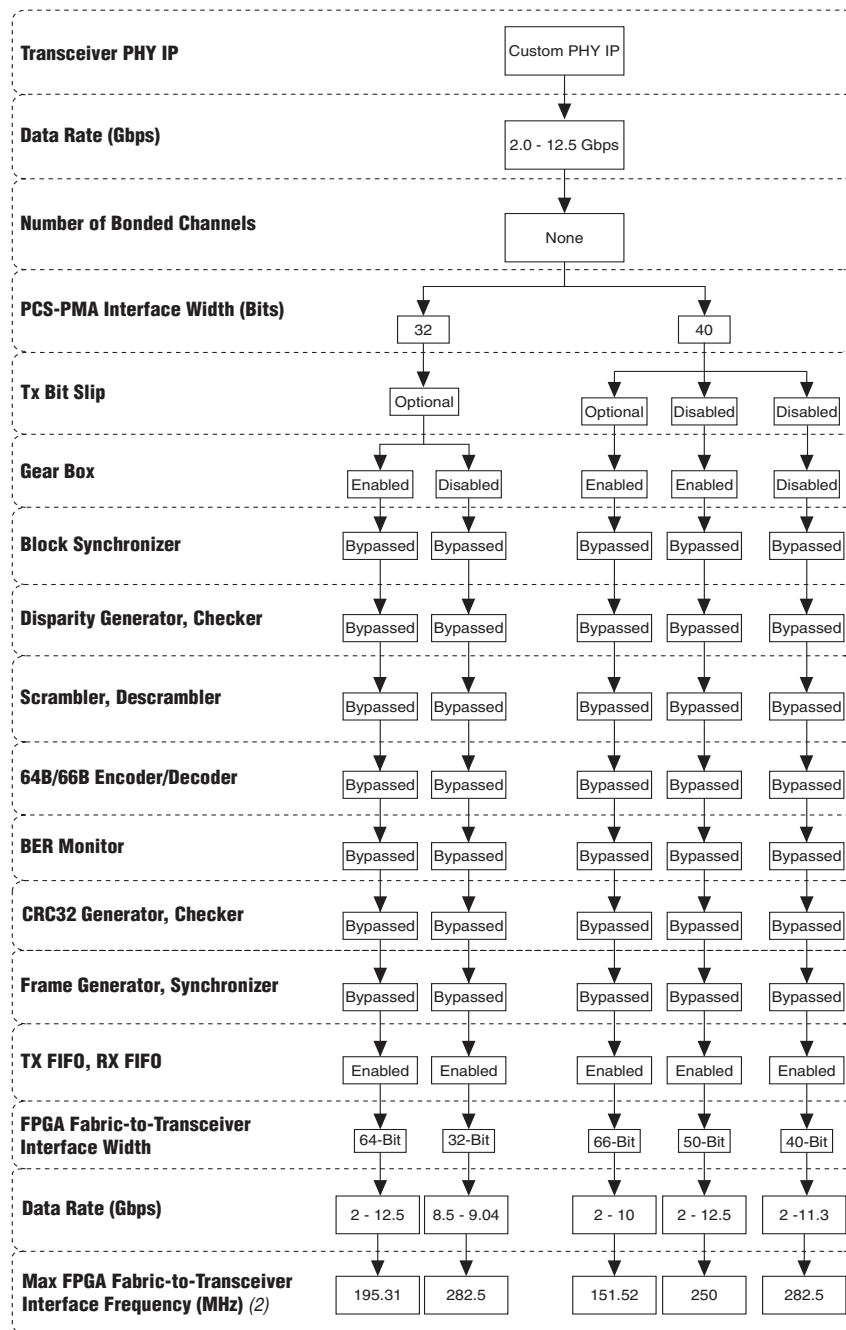 Transceiver PHY IP
Custom PHY IP
Data Rate (Gbps)
2.0 - 12.5 Gbps
Number of Bonded Channels
None
PCS-PMA Interface Width (Bits)
32 40
Tx Bit Slip
Optional Optional Disabled Disabled
Gear Box
Enabled Disabled Enabled Enabled Disabled
Block Synchronizer
Bypassed Bypassed Bypassed Bypassed Bypassed
Disparity Generator, Checker
Bypassed Bypassed Bypassed Bypassed Bypassed
Scrambler, Descrambler
Bypassed Bypassed Bypassed Bypassed Bypassed
64B/66B Encoder/Decoder
Bypassed Bypassed Bypassed Bypassed Bypassed
BER Monitor
Bypassed Bypassed Bypassed Bypassed Bypassed
CRC32 Generator, Checker
Bypassed Bypassed Bypassed Bypassed Bypassed
Frame Generator, Synchronizer
Bypassed Bypassed Bypassed Bypassed Bypassed
TX FIFO, RX FIFO
Enabled Enabled Enabled Enabled Enabled
FPGA Fabric-to-Transceiver
Interface Width
64-Bit 32-Bit 66-Bit 50-Bit 40-Bit
Data Rate (Gbps)
2 - 12.5 8.5 - 9.04 2 - 10 2 - 12.5 2 -11.3
Max FPGA Fabric-to-Transceiver
Interface Frequency (MHz) (2)
195.31 282.5 151.52 250 282.5